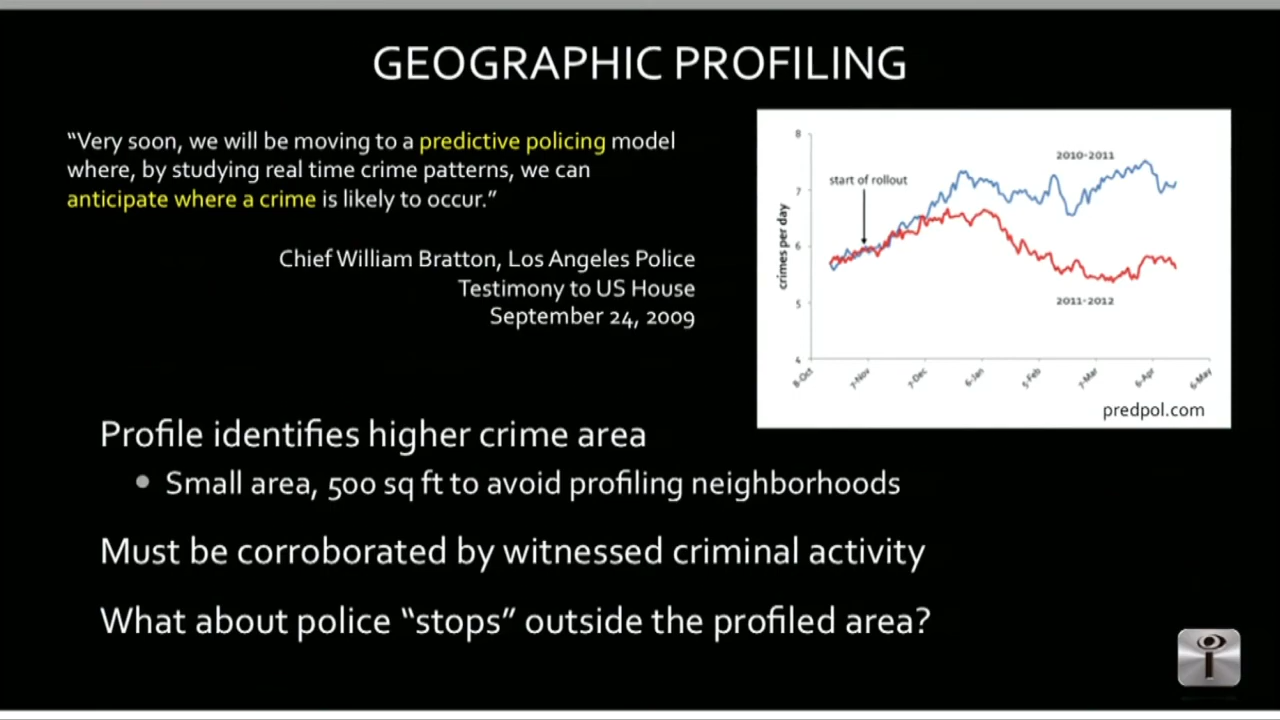 GEOGRAPHIC PROFILING
“Very soon, we will be moving to a predictive policing model
where, by studying real time crime patterns, we can
anticipate where a crime is likely to occur.”
Chief William Bratton, Los Angeles Police
Testimony to US House
September 24, 2009
8
7
6
5
4
crimes per day
start of rollout
2010-2011
2011-2012
8-Oct
7-Nov
7-Dec
6-Jan
5-Feb
7-Mar
6-Apr
6-May
predpol.com
Profile identifies higher crime area
• Small area, 500 sq ft to avoid profiling neighborhoods
Must be corroborated by witnessed criminal activity
What about police “stops” outside the profiled area?